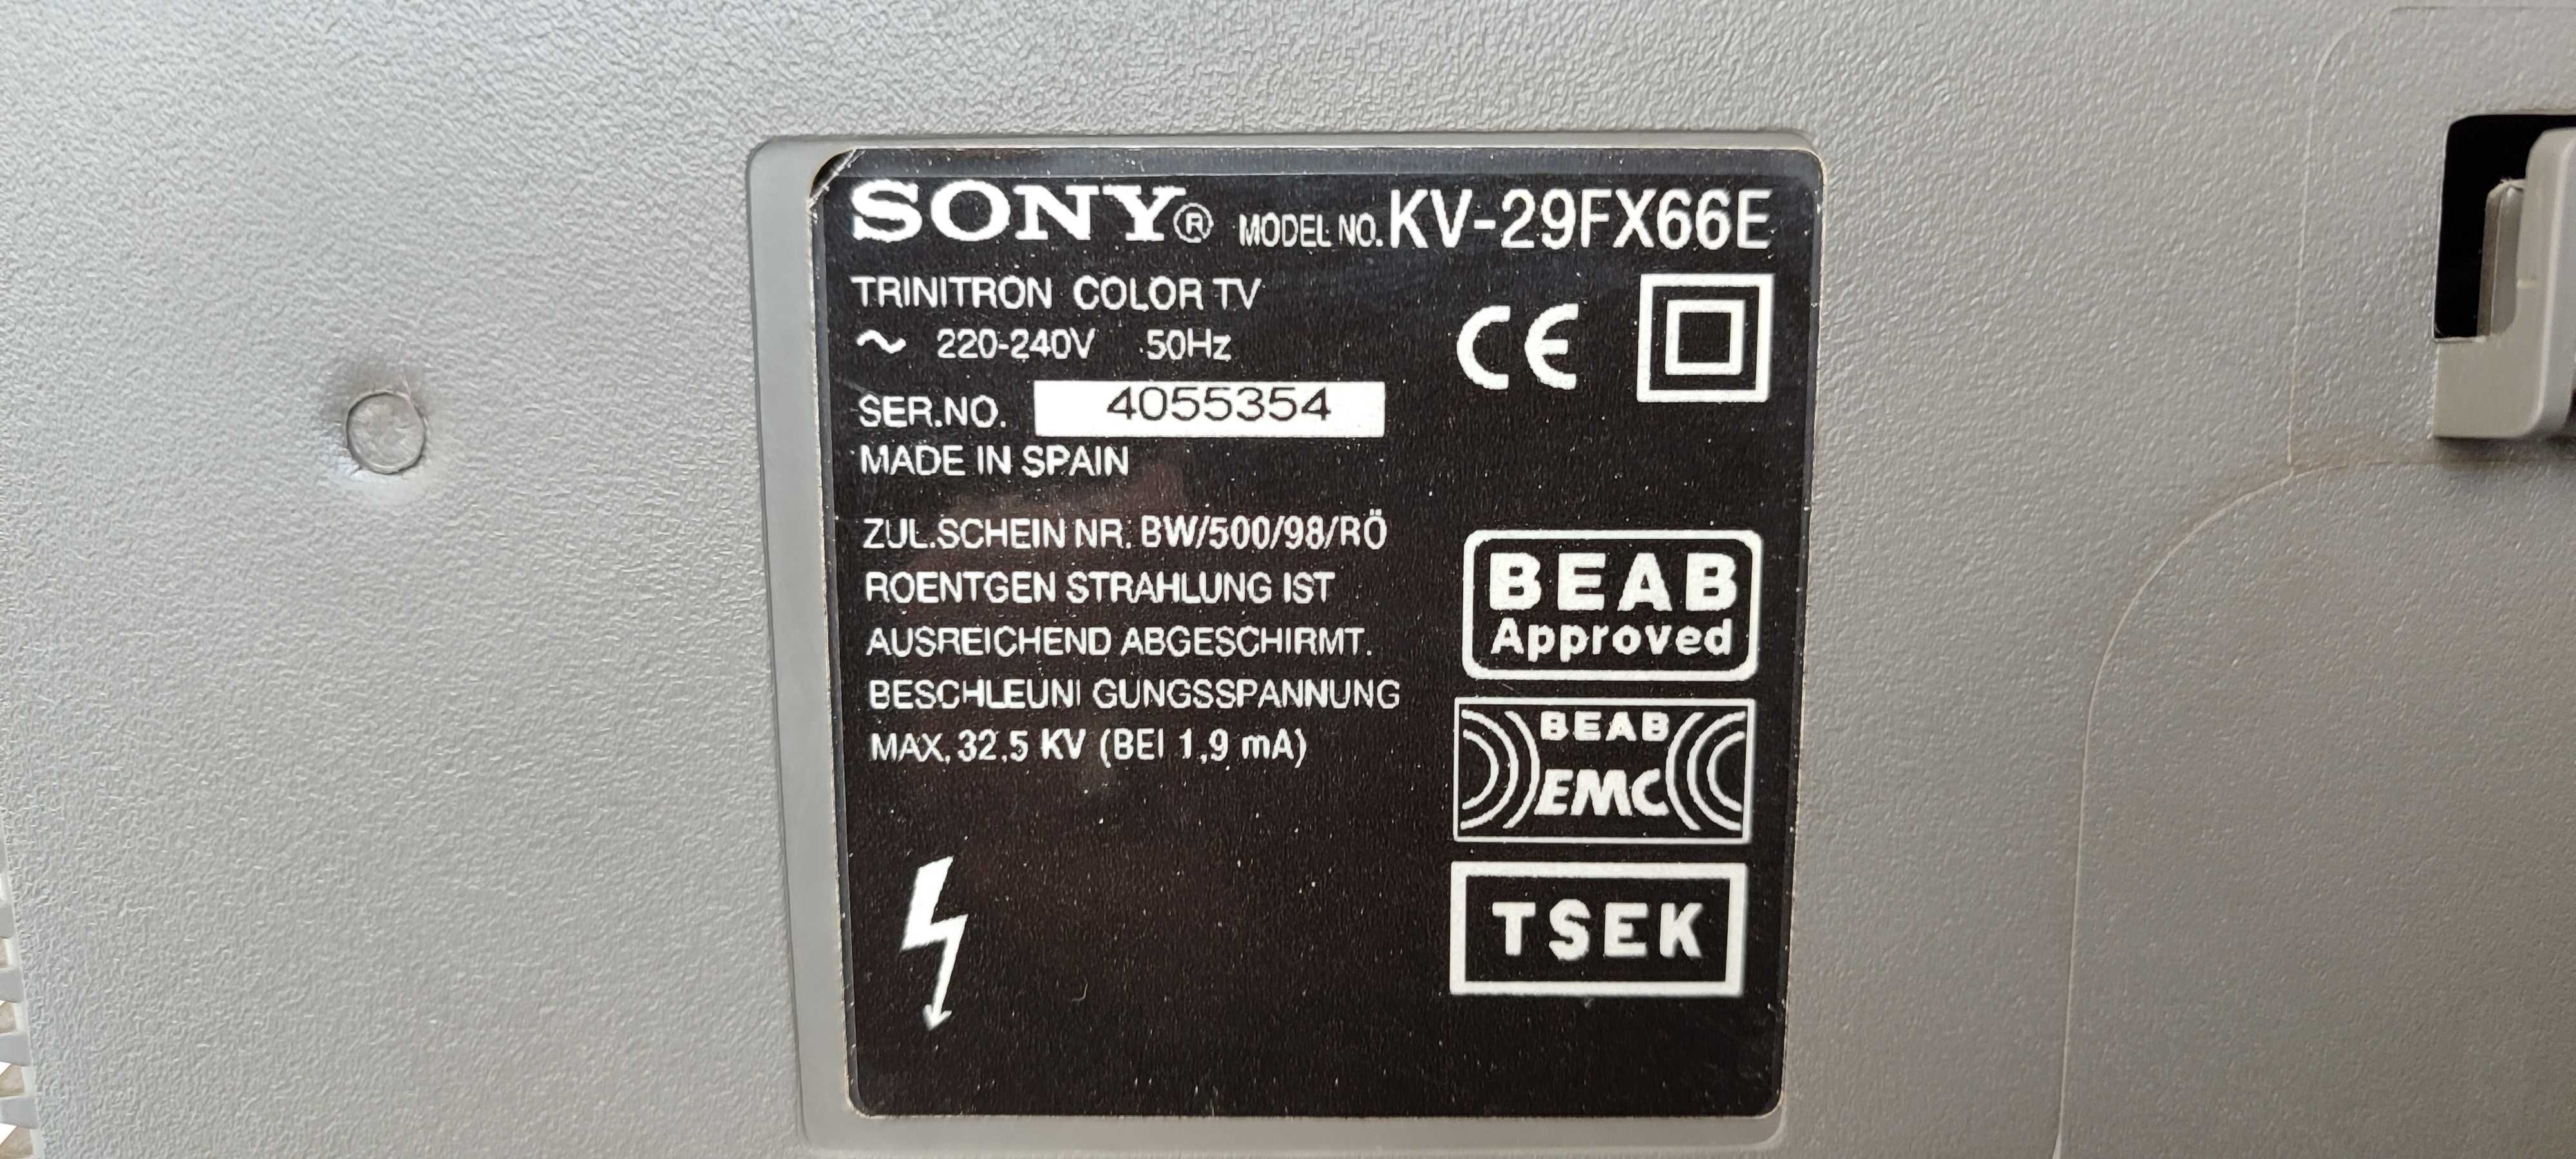 SONY® MODEL NO. KV-29FX66E
TRINITRON COLOR TV
~ 220-240V 50Hz
CE
SER.NO. 4055354
MADE IN SPAIN
ZUL.SCHEIN NR. BW/500/98/RÖ
ROENTGEN STRAHLUNG IST
AUSREICHEND ABGESCHIRMT.
BESCHLEUNI GUNGSSPANNUNG
MAX. 32.5 KV (BEI 1.9 mA)
BEAB
Approved
BEAB
EMC
TSEK